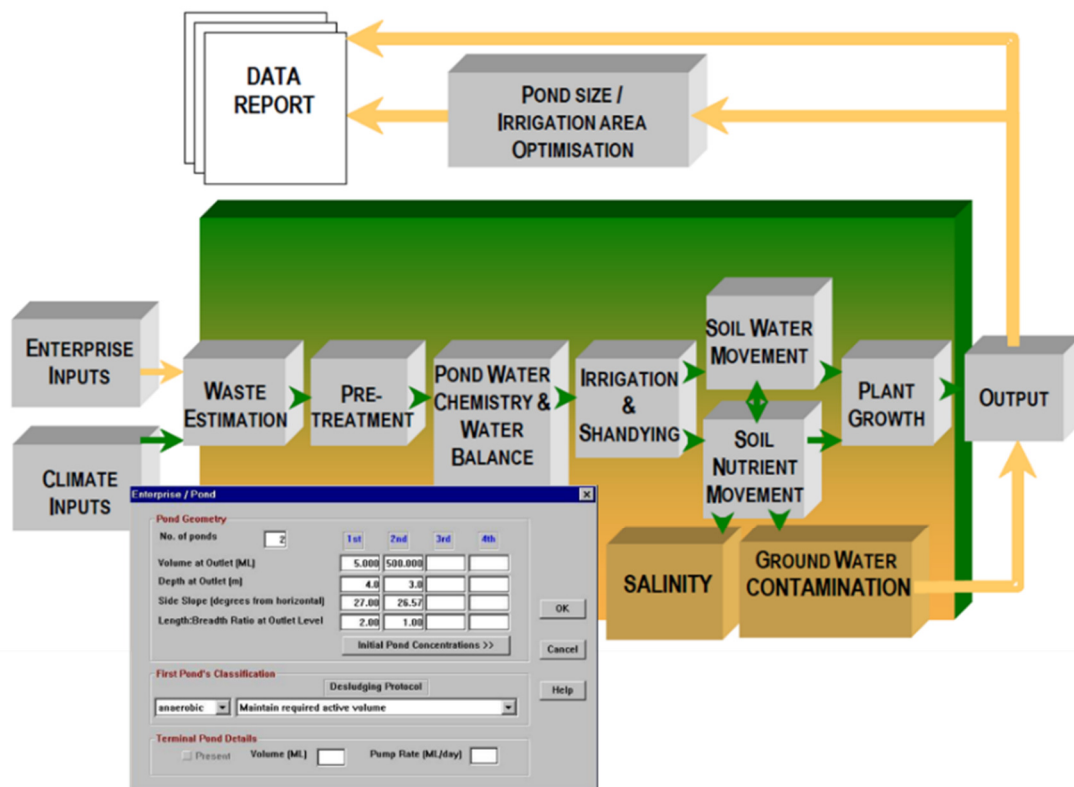 DATA
REPORT
POND SIZE /
IRRIGATION AREA
OPTIMISATION
ENTERPRISE
INPUTS
CLIMATE
INPUTS
WASTE
ESTIMATION
PRE-
TREATMENT
POND WATER
CHEMISTRY &
WATER
BALANCE
IRRIGATION
&
SHANDYING
SOIL WATER
MOVEMENT
SOIL
NUTRIENT
MOVEMENT
PLANT
GROWTH
OUTPUT
SALINITY
GROUND WATER
CONTAMINATION
Enterprise / Pond
Pond Geometry
No. of ponds 2 1st 2nd 3rd 4th
Volume at Outlet (ML) 5.000 500.000
Depth at Outlet (m) 4.0 3.0
Side Slope (degrees from horizontal) 27.00 26.57
Length:Breadth Ratio at Outlet Level 2.00 1.00
Initial Pond Concentrations >>
OK
Cancel
Help
First Pond's Classification
Desludging Protocol
anaerobic Maintain required active volume
Terminal Pond Details
Present Volume (ML) Pump Rate (ML/day)